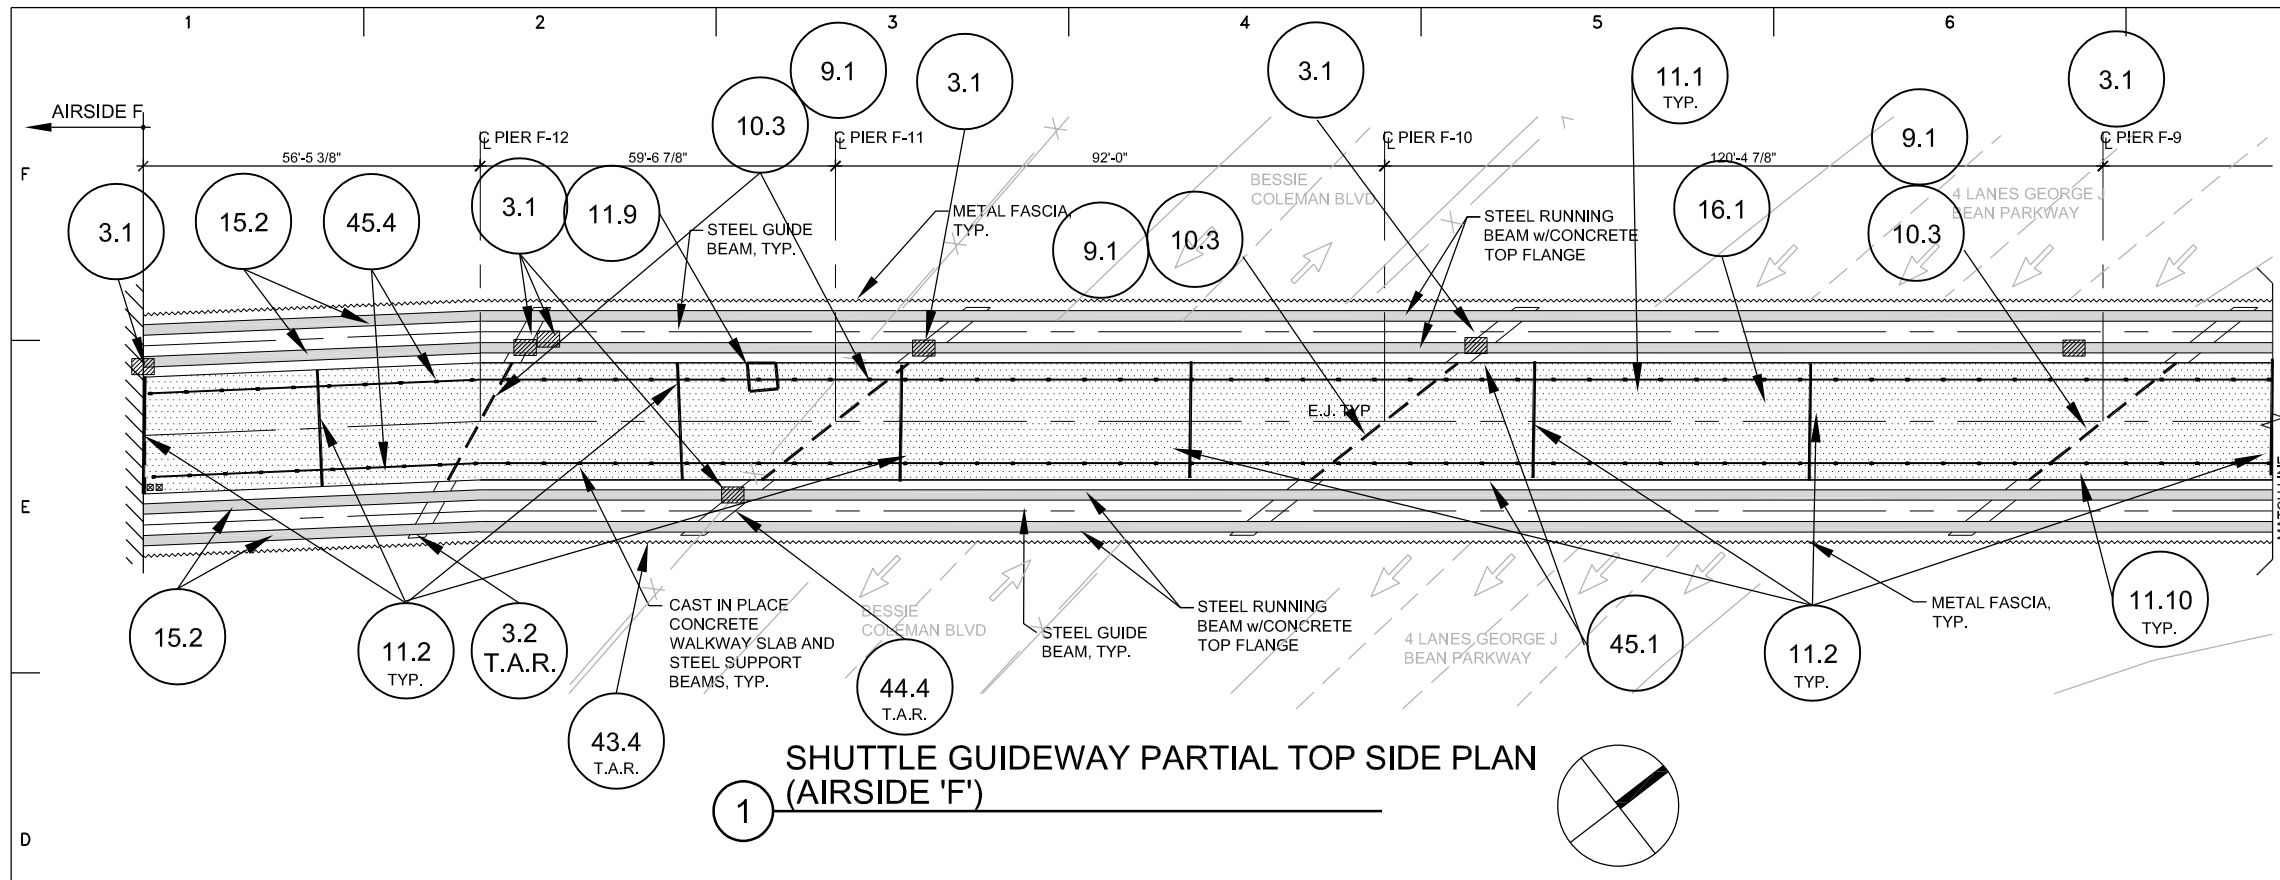 1
2
3
4
5
6
9.1
3.1
3.1
11.1
TYP.
3.1
10.3
9.1
AIRSIDE F
℄ PIER F-12
℄ PIER F-11
℄ PIER F-10
℄ PIER F-9
F
56'-5 3/8"
59'-6 7/8"
92'-0"
120'-4 7/8"
3.1
15.2
45.4
3.1
11.9
STEEL GUIDE
BEAM, TYP.
METAL FASCIA,
TYP.
9.1
10.3
BESSIE
COLEMAN BLVD
STEEL RUNNING
BEAM w/CONCRETE
TOP FLANGE
16.1
4 LANES GEORGE J
BEAN PARKWAY
10.3
E.J. TYP
E
MATCH LINE
15.2
11.2
TYP.
3.2
T.A.R.
CAST IN PLACE
CONCRETE
WALKWAY SLAB AND
STEEL SUPPORT
BEAMS, TYP.
BESSIE
COLEMAN BLVD
STEEL GUIDE
BEAM, TYP.
STEEL RUNNING
BEAM w/CONCRETE
TOP FLANGE
4 LANES GEORGE J
BEAN PARKWAY
45.1
11.2
TYP.
METAL FASCIA,
TYP.
11.10
TYP.
43.4
T.A.R.
44.4
T.A.R.
1
SHUTTLE GUIDEWAY PARTIAL TOP SIDE PLAN
(AIRSIDE 'F')
D